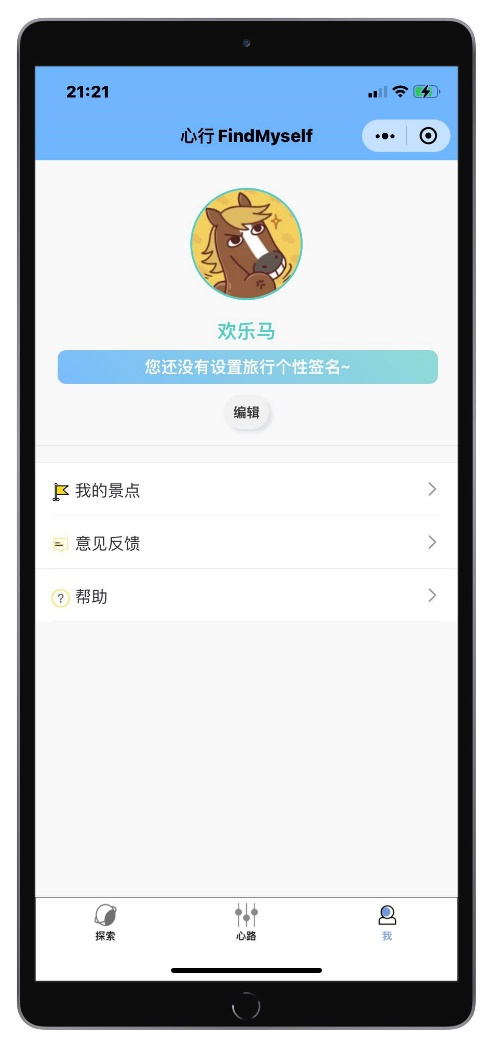 21:21
心行 FindMyself
欢乐马
您还没有设置旅行个性签名~
编辑
我的景点
意见反馈
? 帮助
探索
心路
我